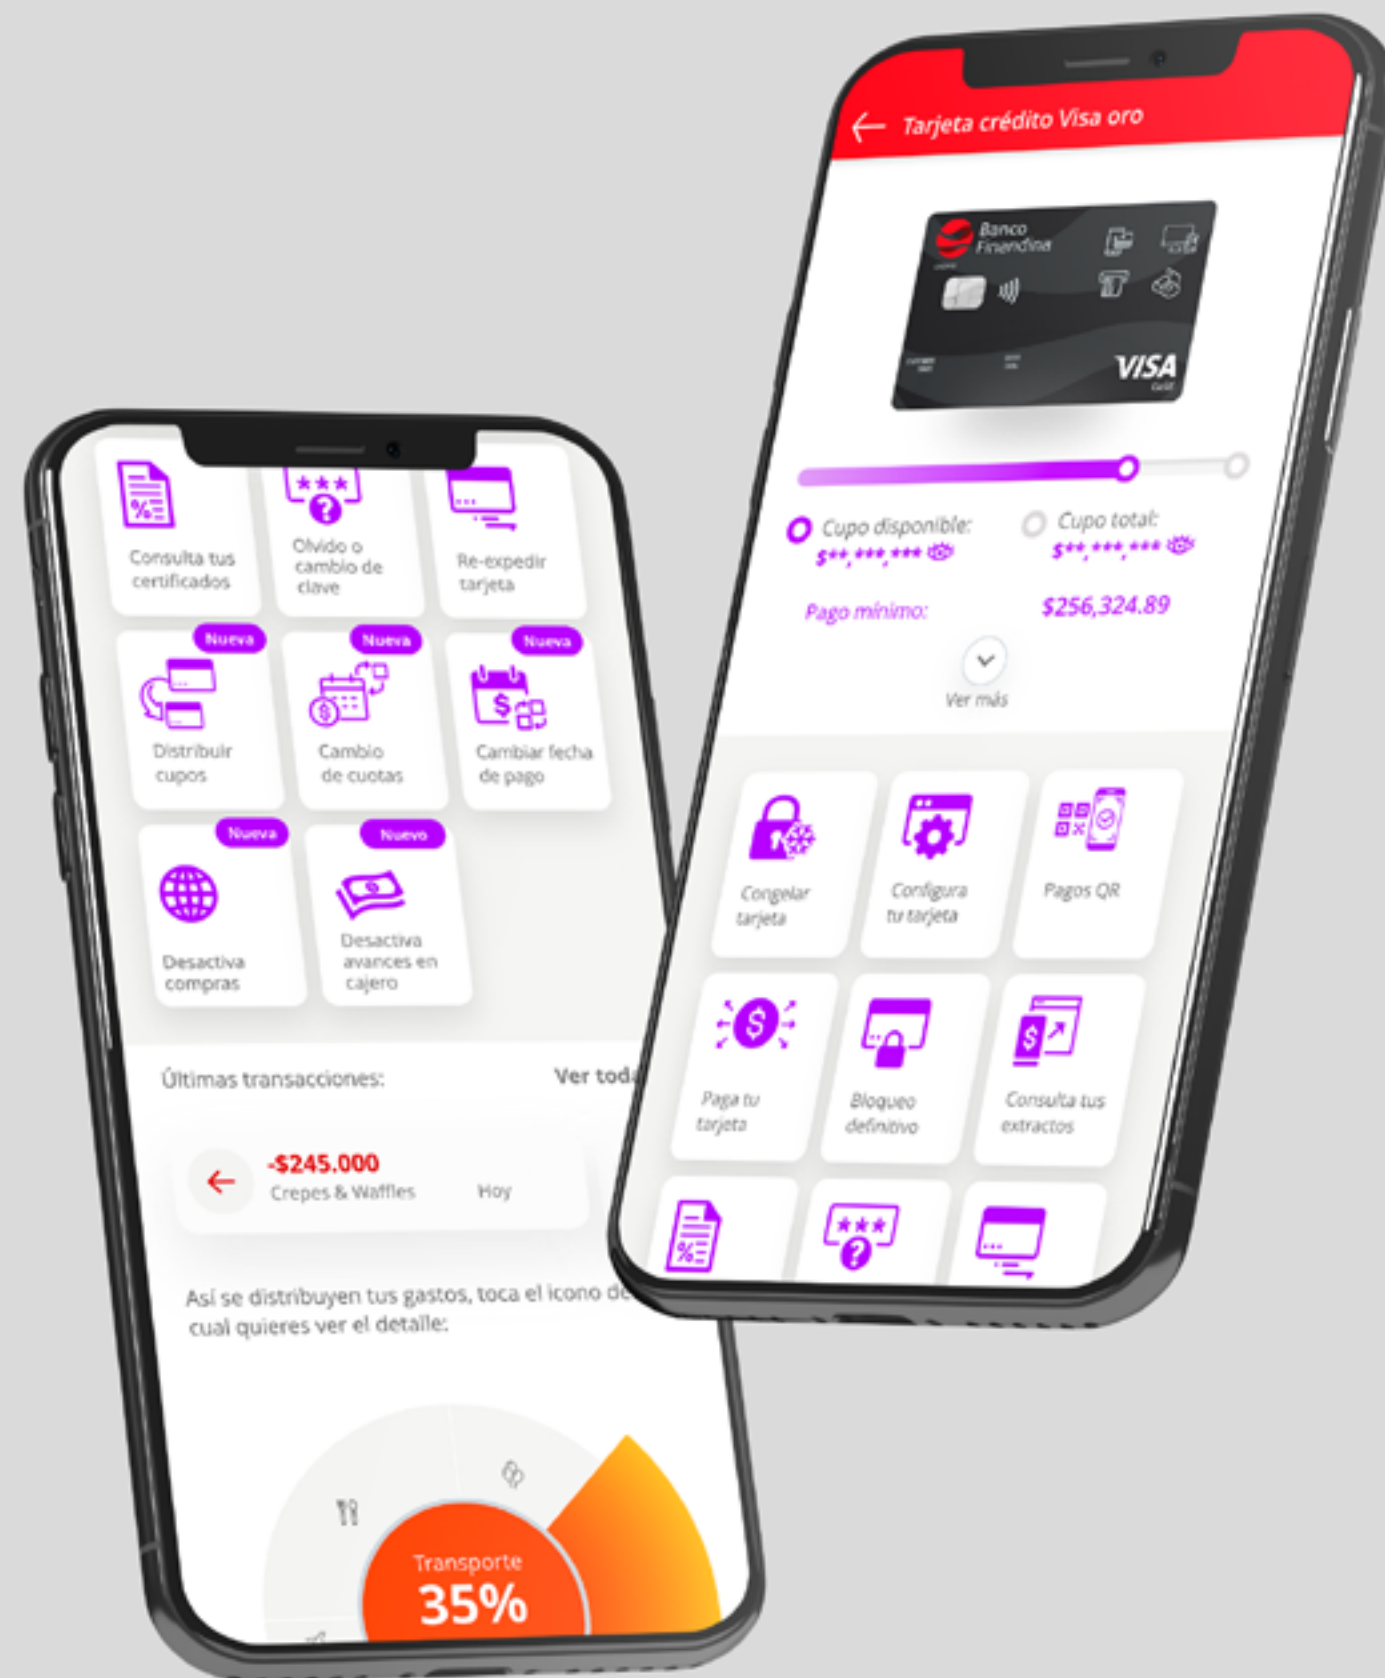 Tarjeta crédito Visa oro
Banco
Finandina
VISA
Gold
Cupo disponible:
$**,***,***
Cupo total:
$**,***,***
Pago mínimo:
$256,324.89
Ver más
Congelar
tarjeta
Configura
tu tarjeta
Pagos QR
Paga tu
tarjeta
Bloqueo
definitivo
Consulta tus
extractos
Consulta tus
certificados
Olvido o
cambio de
clave
Re-expedir
tarjeta
Nueva
Distribuir
cupos
Nueva
Cambio
de cuotas
Nueva
Cambiar fecha
de pago
Nueva
Desactiva
compras
Nuevo
Desactiva
avances en
cajero
Últimas transacciones:
Ver toda
-$245.000
Crepes & Waffles
Hoy
Así se distribuyen tus gastos, toca el icono de
cual quieres ver el detalle:
Transporte
35%